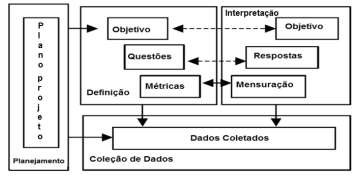 Plano projeto
Planejamento
Objetivo
Questões
Métricas
Definição
Interpretação
Objetivo
Respostas
Mensuração
Dados Coletados
Coleção de Dados